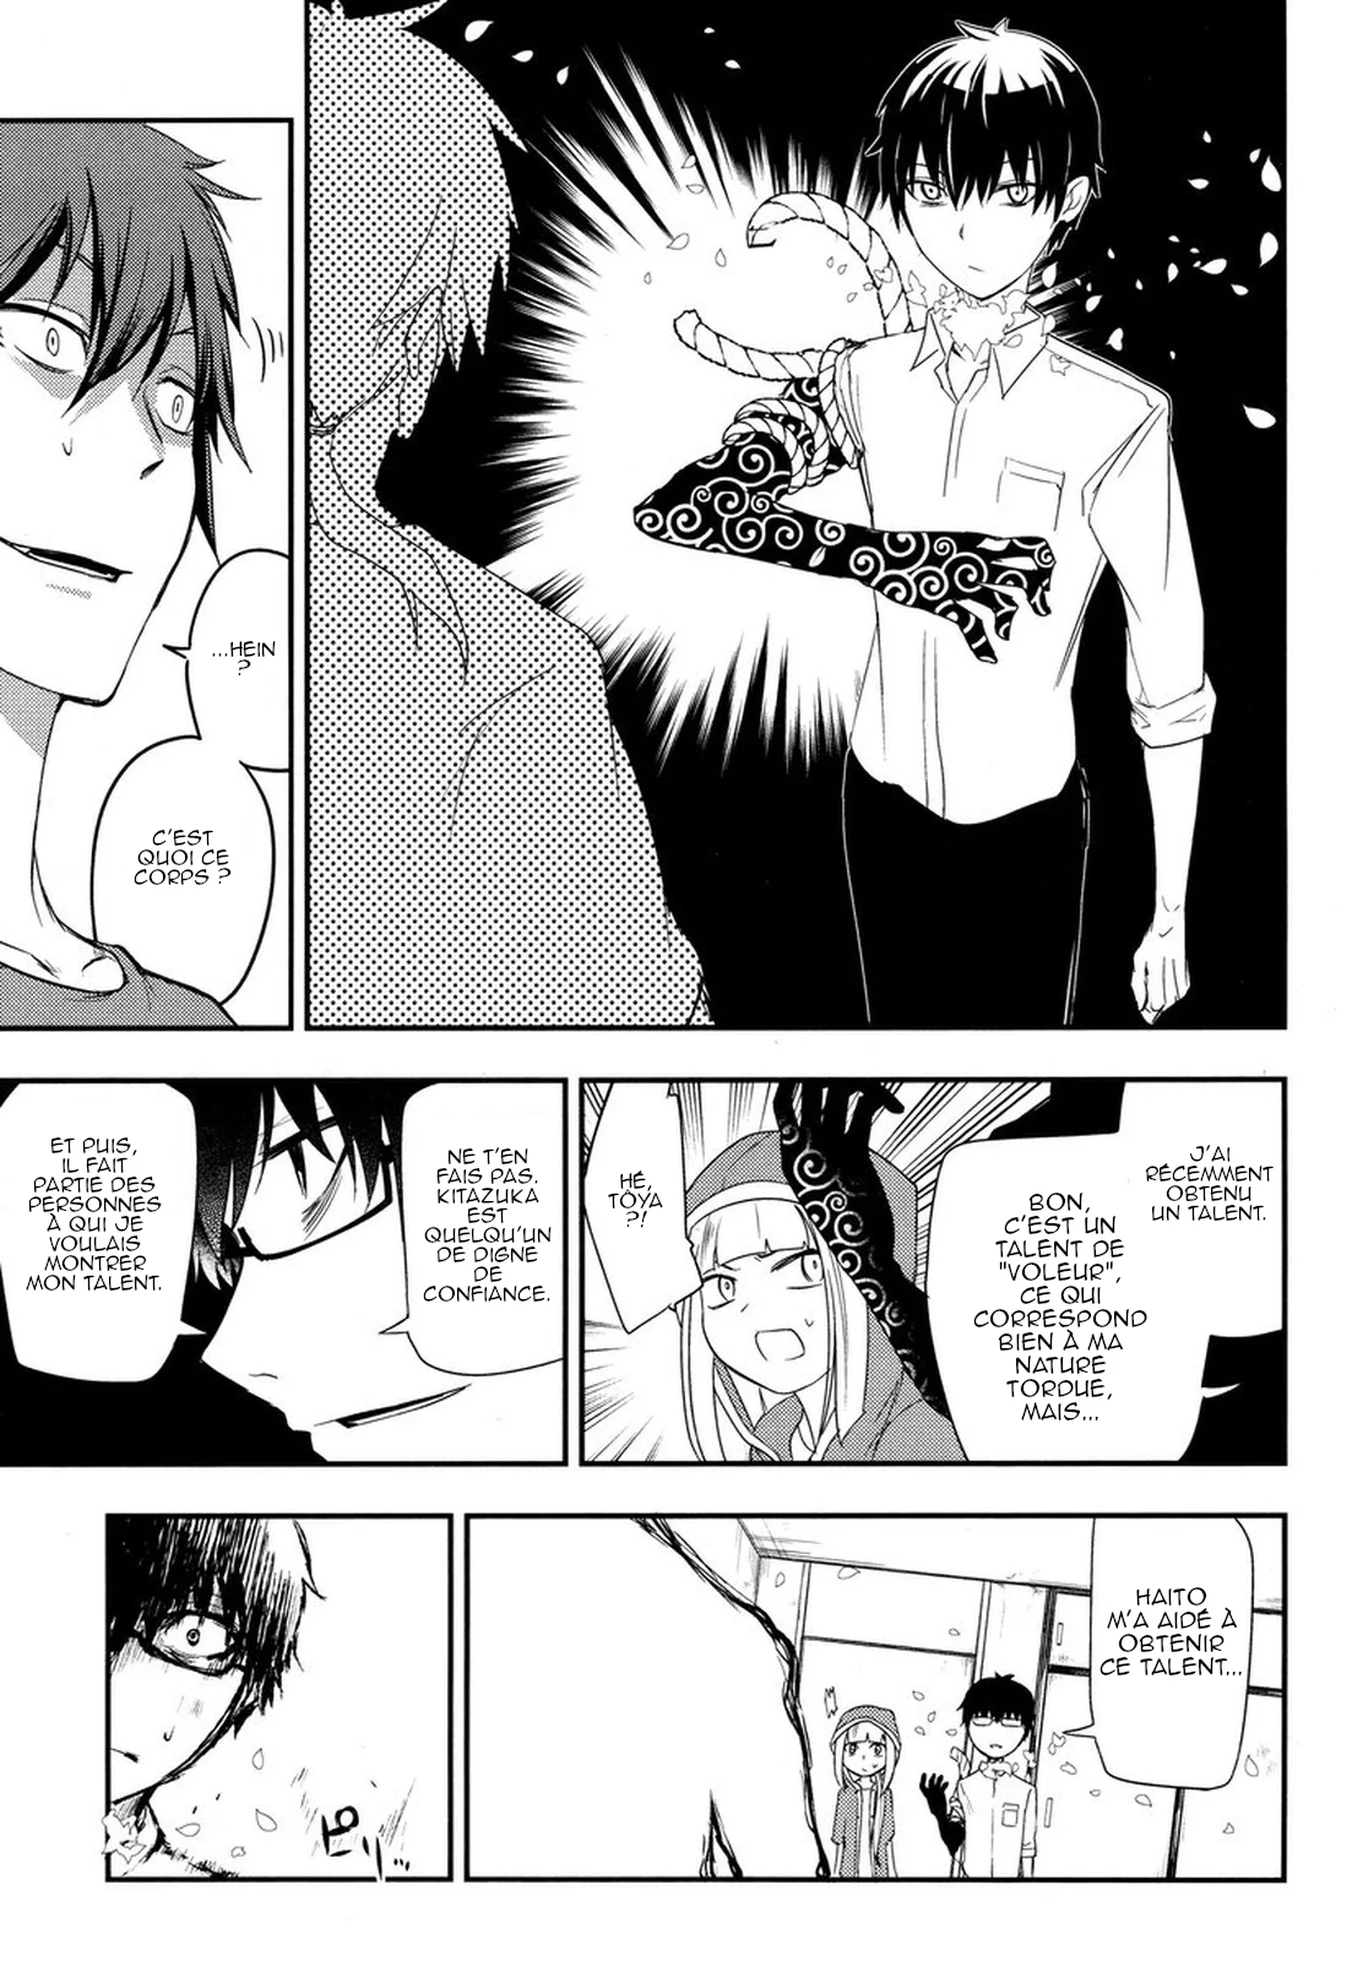 ...HEIN
?
C'EST
QUOI CE
CORPS ?
J'AI
RÉCEMMENT
OBTENU
UN TALENT.
BON,
C'EST UN
TALENT DE
"VOLEUR",
CE QUI
CORRESPOND
BIEN À MA
NATURE
TORDUE,
MAIS...
HÉ,
TÔYA
?!
NE T'EN
FAIS PAS.
KITAZUKA
EST
QUELQU'UN
DE DIGNE
DE
CONFIANCE.
ET PUIS,
IL FAIT
PARTIE DES
PERSONNES
À QUI JE
VOULAIS
MONTRER
MON TALENT.
HAITO
M'A AIDÉ À
OBTENIR
CE TALENT...